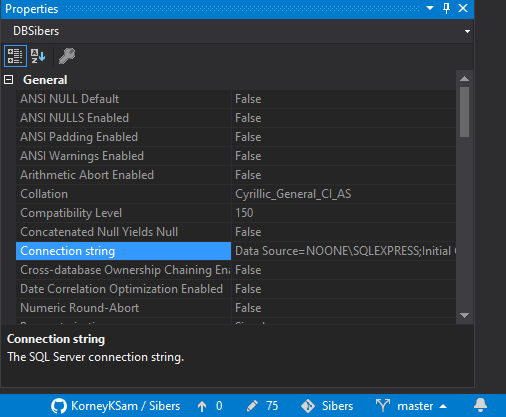 Properties
DBSibers
General
ANSI NULL Default False
ANSI NULLS Enabled False
ANSI Padding Enabled False
ANSI Warnings Enabled False
Arithmetic Abort Enabled False
Collation Cyrillic_General_CI_AS
Compatibility Level 150
Concatenated Null Yields Null False
Connection string Data Source=NOONE\SQLEXPRESS;Initial
Cross-database Ownership Chaining Ena False
Date Correlation Optimization Enabled False
Numeric Round-Abort False
Connection string
The SQL Server connection string.
KorneyKSam / Sibers 0 75 Sibers master